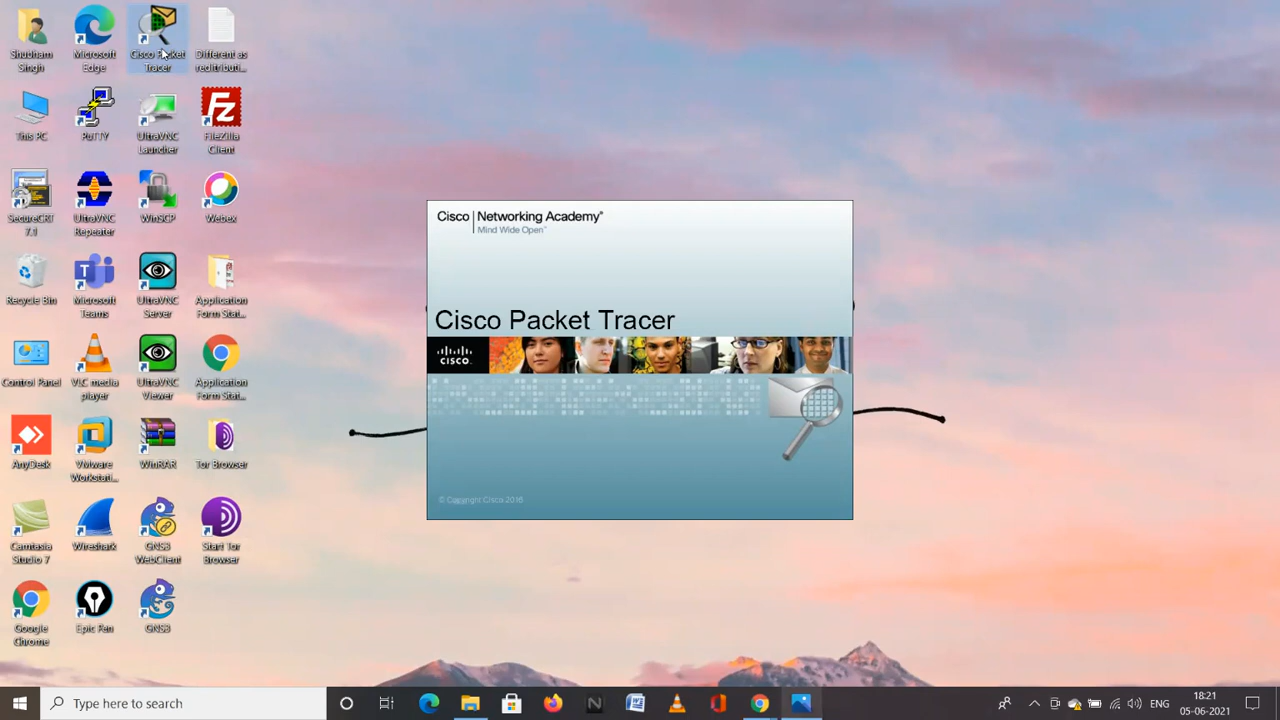 Shubham
Singh
Microsoft
Edge
Cisco Packet
Tracer
Different as
reditributi...
This PC
PuTTY
UltraVNC
Launcher
FileZilla
Client
SecureCRT
7.1
UltraVNC
Repeater
WinSCP
Webex
Recycle Bin
Microsoft
Teams
UltraVNC
Server
Application
Form Stat...
Control Panel
VLC media
player
UltraVNC
Viewer
Application
Form Stat...
AnyDesk
VMware
Workstati...
WinRAR
Tor Browser
Camtasia
Studio 7
Wireshark
GNS3
WebClient
Start Tor
Browser
Google
Chrome
Epic Pen
GNS3
Cisco Networking Academy®
Mind Wide Open™
Cisco Packet Tracer
CISCO.
© Copyright Cisco 2016
Type here to search
ENG
18:21
05-06-2021